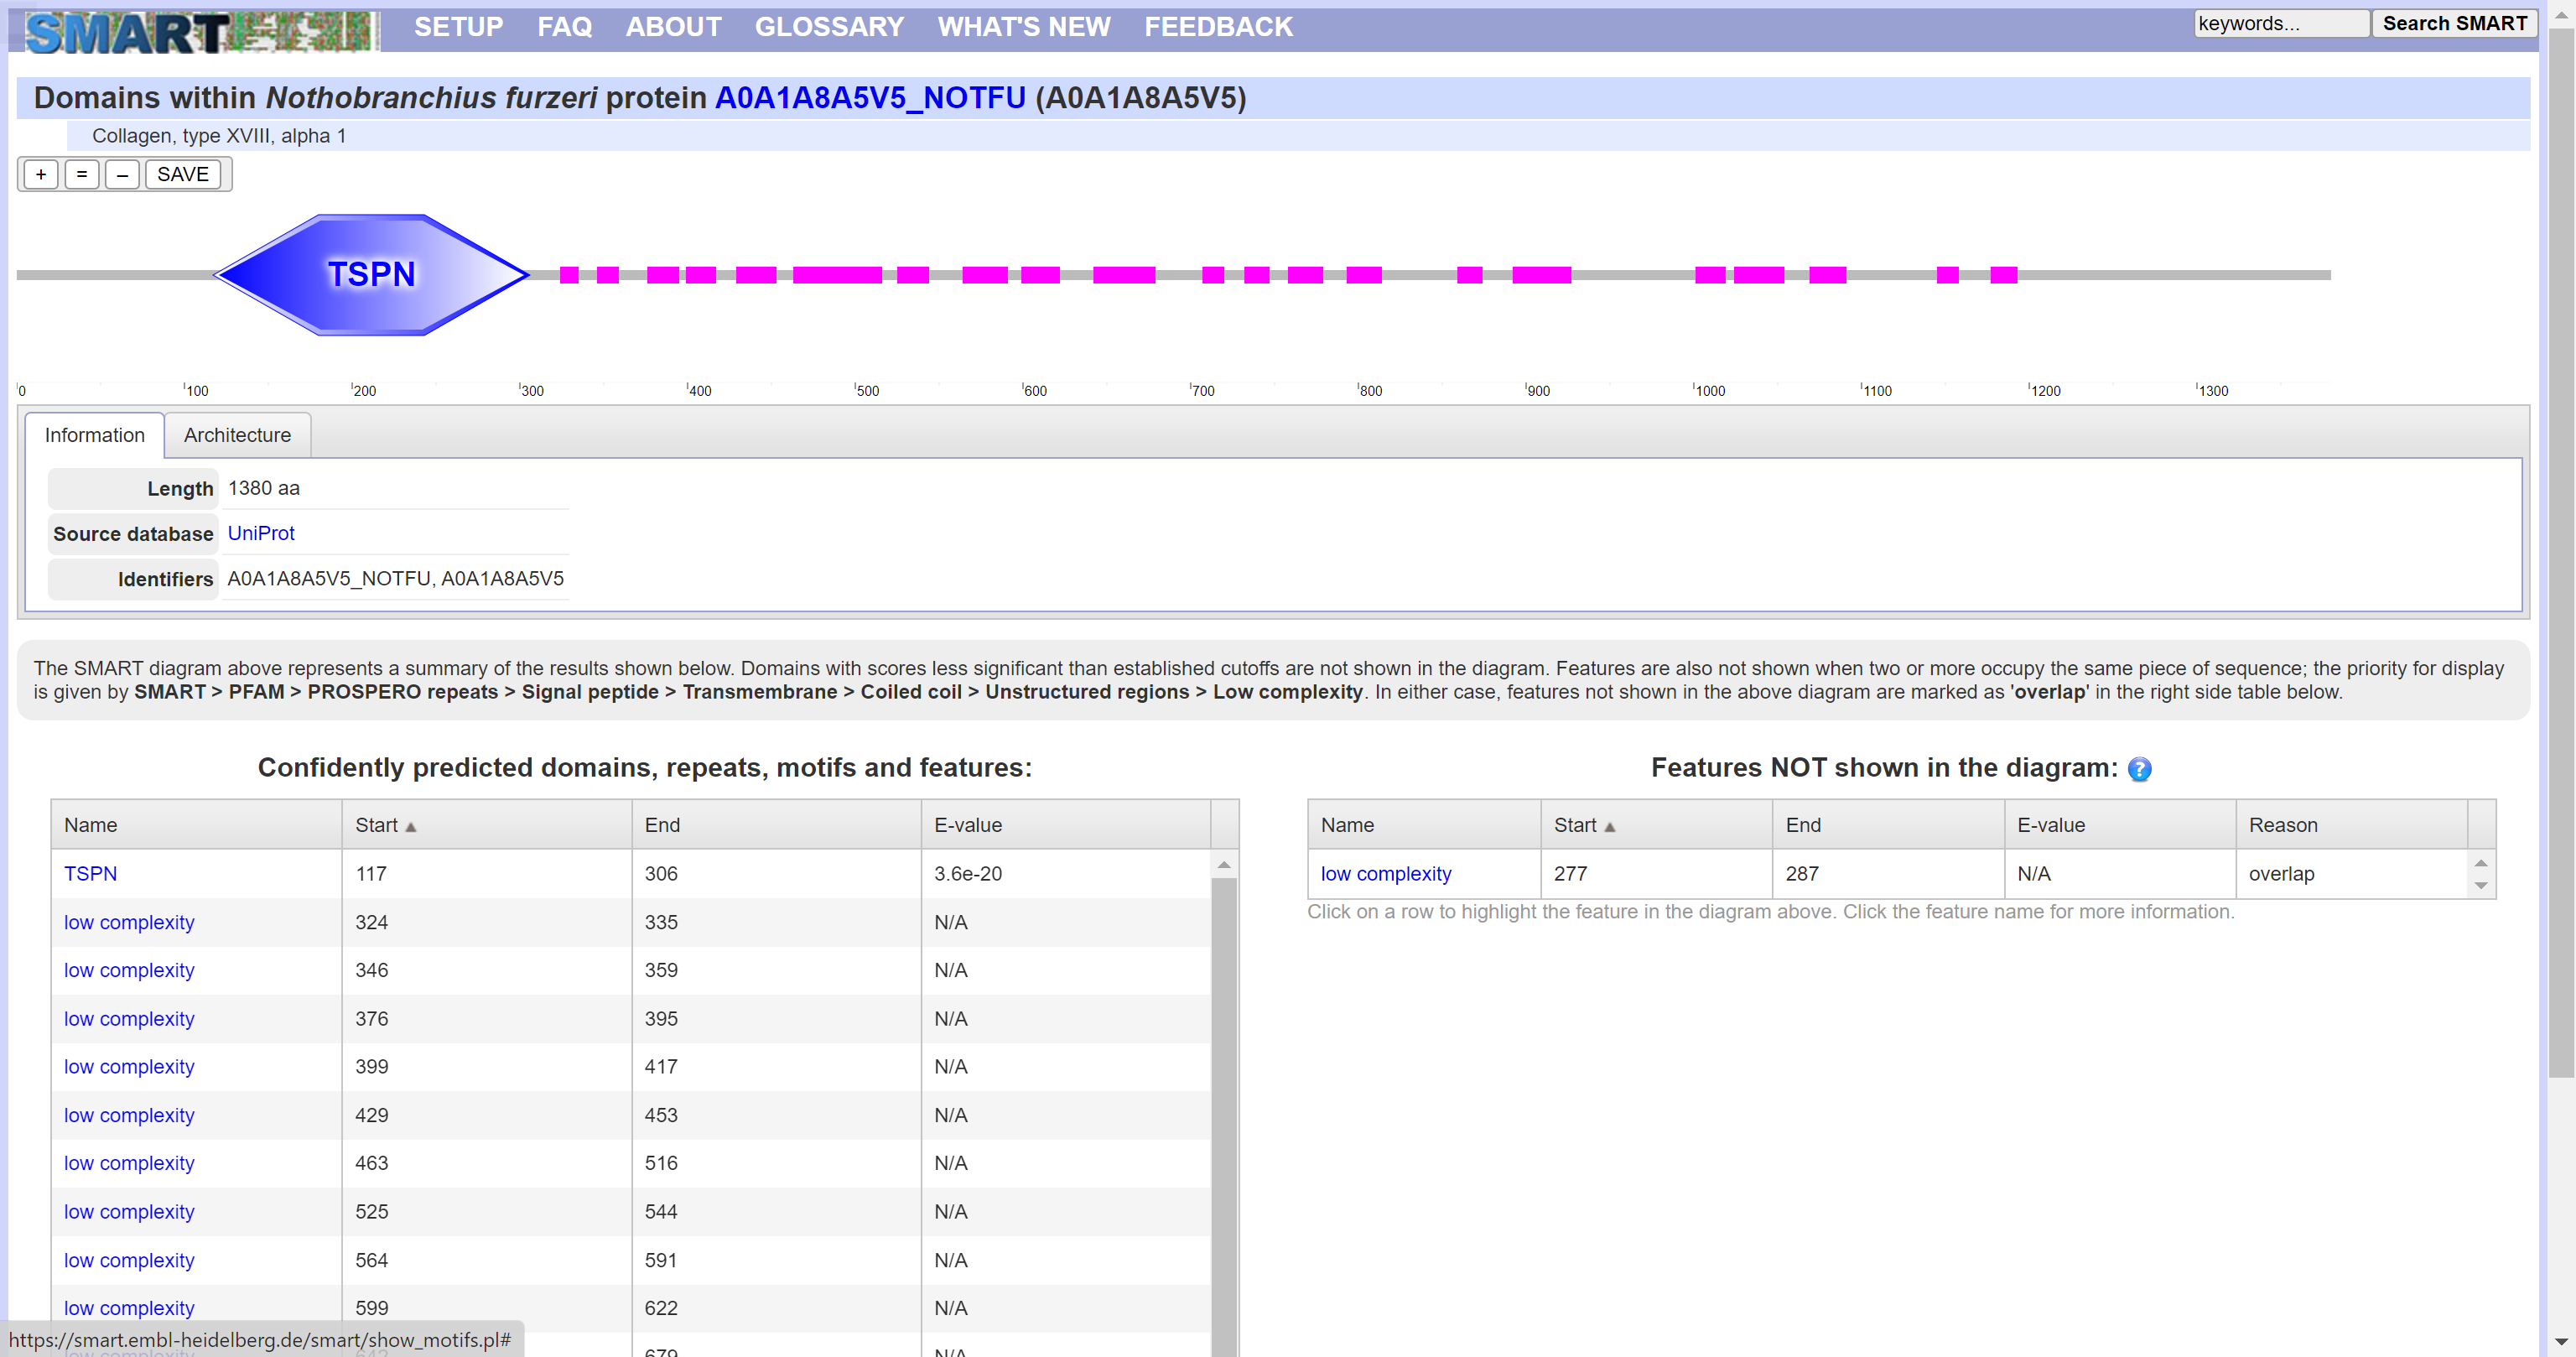 SMART SETUP FAQ ABOUT GLOSSARY WHAT'S NEW FEEDBACK keywords... Search SMART
Domains within Nothobranchius furzeri protein A0A1A8A5V5_NOTFU (A0A1A8A5V5)
Collagen, type XVIII, alpha 1
+ = – SAVE
TSPN
0 100 200 300 400 500 600 700 800 900 1000 1100 1200 1300
Information Architecture
Length 1380 aa
Source database UniProt
Identifiers A0A1A8A5V5_NOTFU, A0A1A8A5V5
The SMART diagram above represents a summary of the results shown below. Domains with scores less significant than established cutoffs are not shown in the diagram. Features are also not shown when two or more occupy the same piece of sequence; the priority for display
is given by SMART > PFAM > PROSPERO repeats > Signal peptide > Transmembrane > Coiled coil > Unstructured regions > Low complexity. In either case, features not shown in the above diagram are marked as 'overlap' in the right side table below.
Confidently predicted domains, repeats, motifs and features:
Name Start End E-value
TSPN 117 306 3.6e-20
low complexity 324 335 N/A
low complexity 346 359 N/A
low complexity 376 395 N/A
low complexity 399 417 N/A
low complexity 429 453 N/A
low complexity 463 516 N/A
low complexity 525 544 N/A
low complexity 564 591 N/A
low complexity 599 622 N/A
low complexity 642 679 N/A
Features NOT shown in the diagram: ?
Name Start End E-value Reason
low complexity 277 287 N/A overlap
Click on a row to highlight the feature in the diagram above. Click the feature name for more information.
https://smart.embl-heidelberg.de/smart/show_motifs.pl#